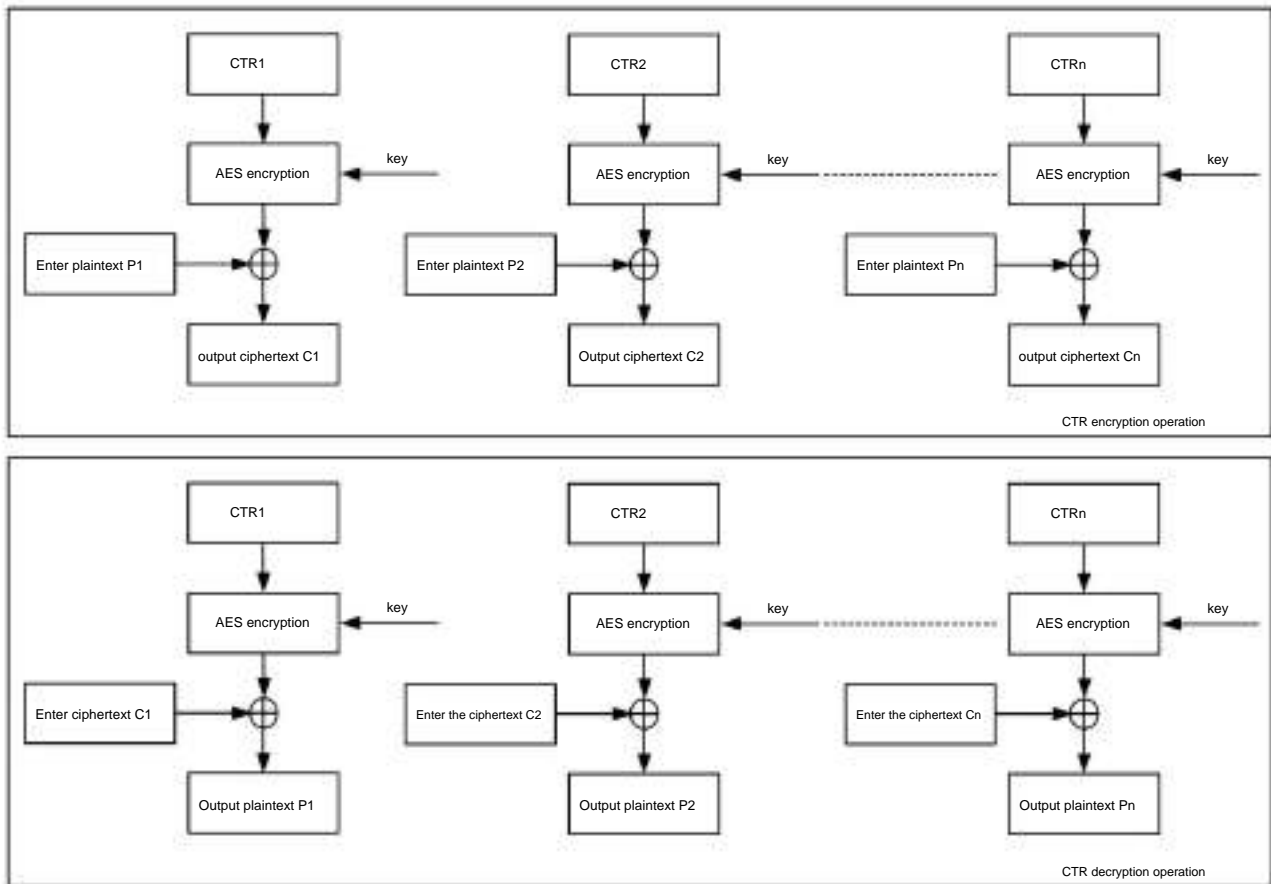 CTR1
CTR2
CTRn
AES encryption
key
AES encryption
key
AES encryption
key
Enter plaintext P1
Enter plaintext P2
Enter plaintext Pn
output ciphertext C1
Output ciphertext C2
output ciphertext Cn
CTR encryption operation
CTR1
CTR2
CTRn
AES encryption
key
AES encryption
key
AES encryption
key
Enter ciphertext C1
Enter the ciphertext C2
Enter the ciphertext Cn
Output plaintext P1
Output plaintext P2
Output plaintext Pn
CTR decryption operation